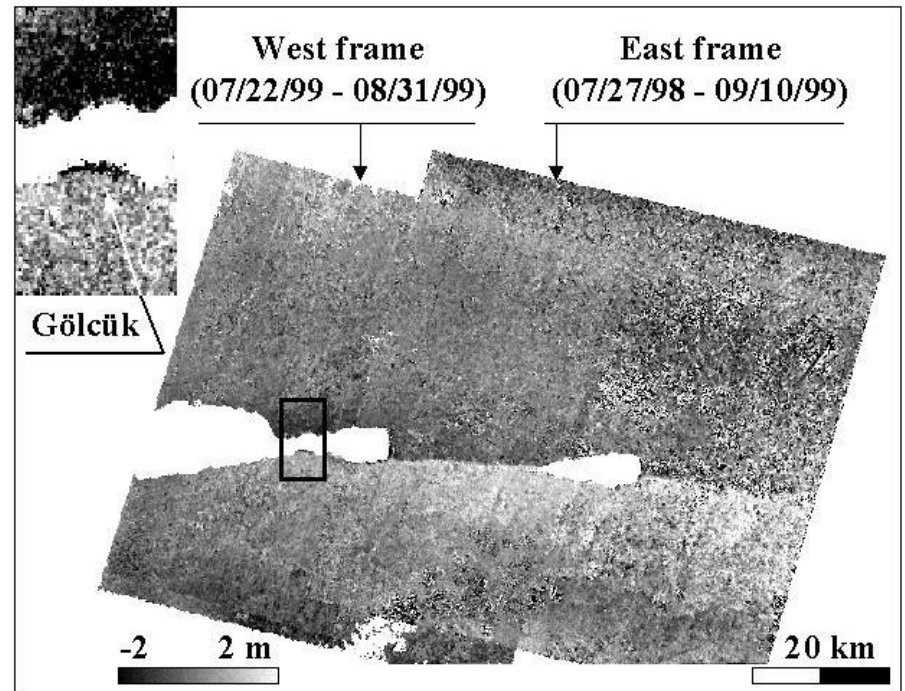 West frame
(07/22/99 - 08/31/99)
East frame
(07/27/98 - 09/10/99)
Gölcük
-2 2 m
20 km